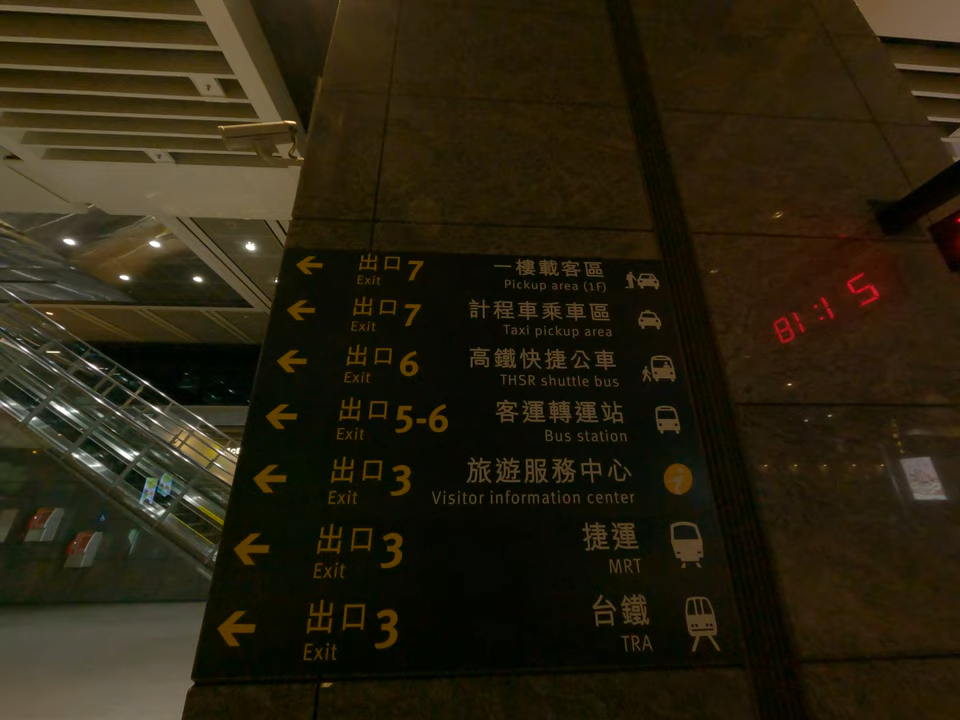 ← 出口 7 一樓載客區
Exit Pickup area (1F)
← 出口 7 計程車乘車區
Exit Taxi pickup area
← 出口 6 高鐵快捷公車
Exit THSR shuttle bus
← 出口 5-6 客運轉運站
Exit Bus station
← 出口 3 旅遊服務中心
Exit Visitor information center
← 出口 3 捷運
Exit MRT
← 出口 3 台鐵
Exit TRA